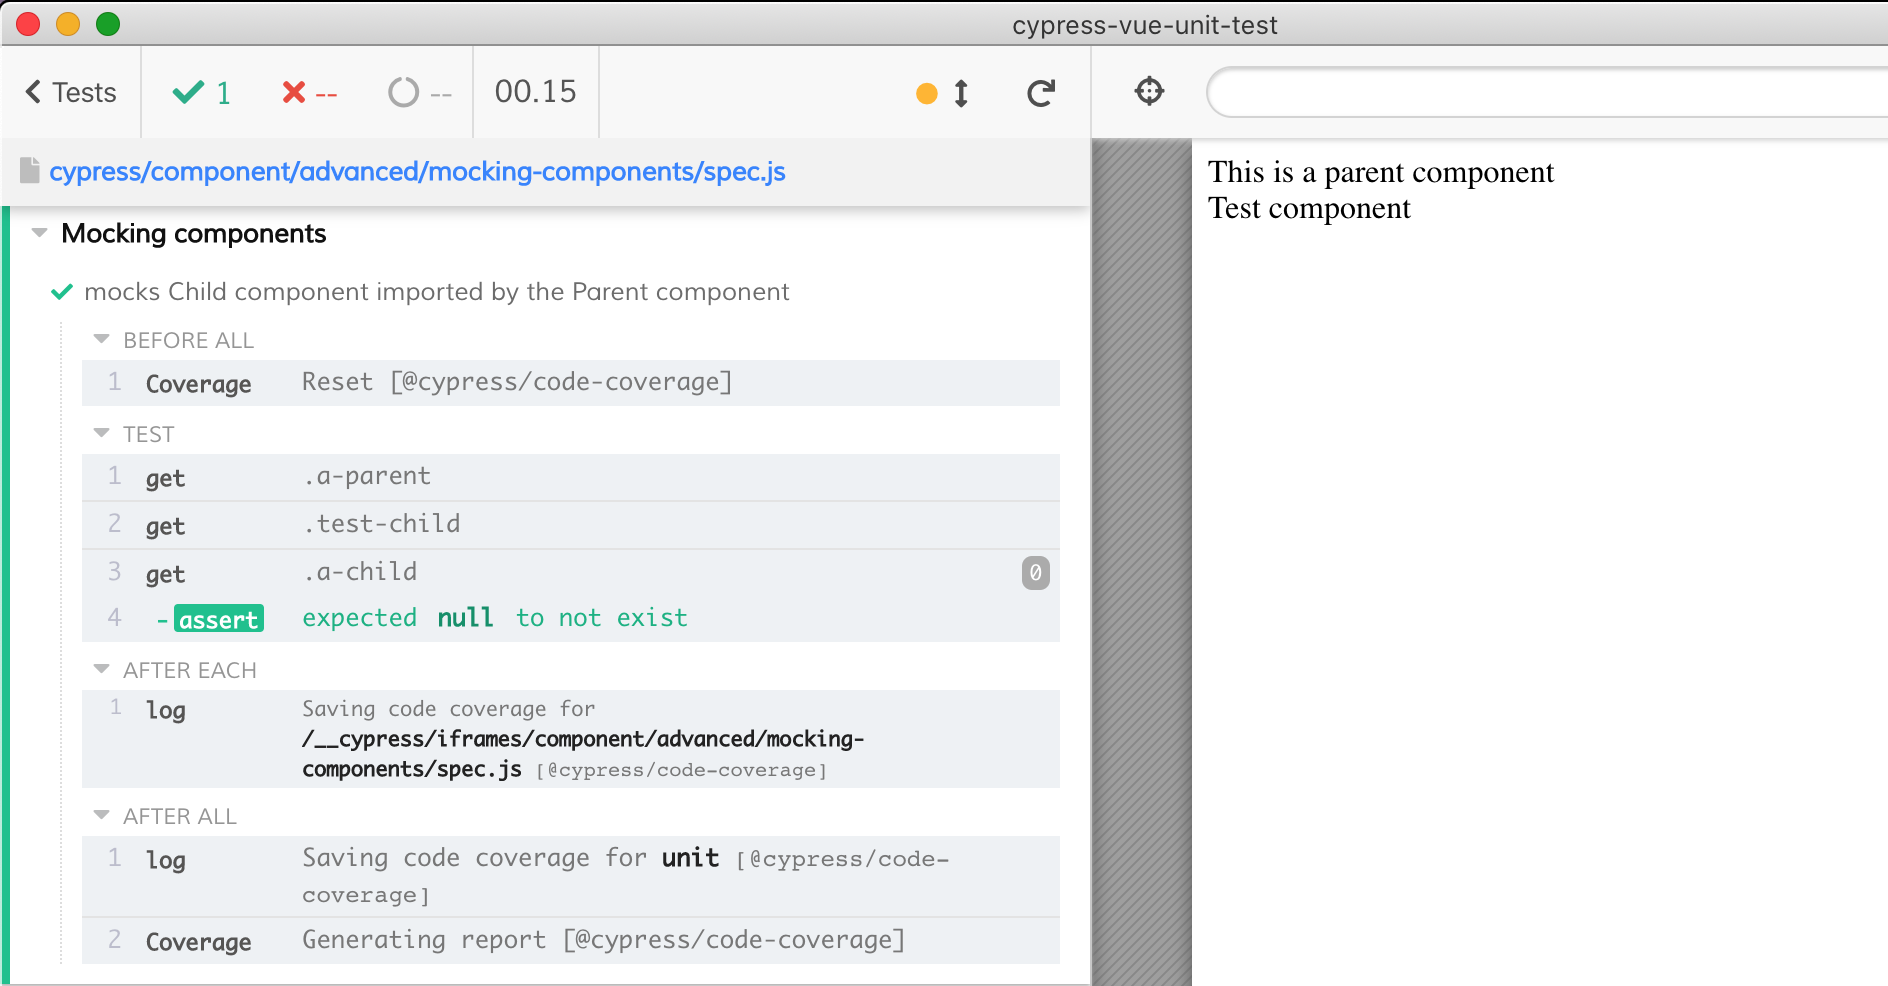 cypress-vue-unit-test
Tests 1 -- -- 00.15
cypress/component/advanced/mocking-components/spec.js
Mocking components
mocks Child component imported by the Parent component
BEFORE ALL
1 Coverage Reset [@cypress/code-coverage]
TEST
1 get .a-parent
2 get .test-child
3 get .a-child 0
4 -assert expected null to not exist
AFTER EACH
1 log Saving code coverage for
/__cypress/iframes/component/advanced/mocking-
components/spec.js [@cypress/code-coverage]
AFTER ALL
1 log Saving code coverage for unit [@cypress/code-
coverage]
2 Coverage Generating report [@cypress/code-coverage]
This is a parent component
Test component